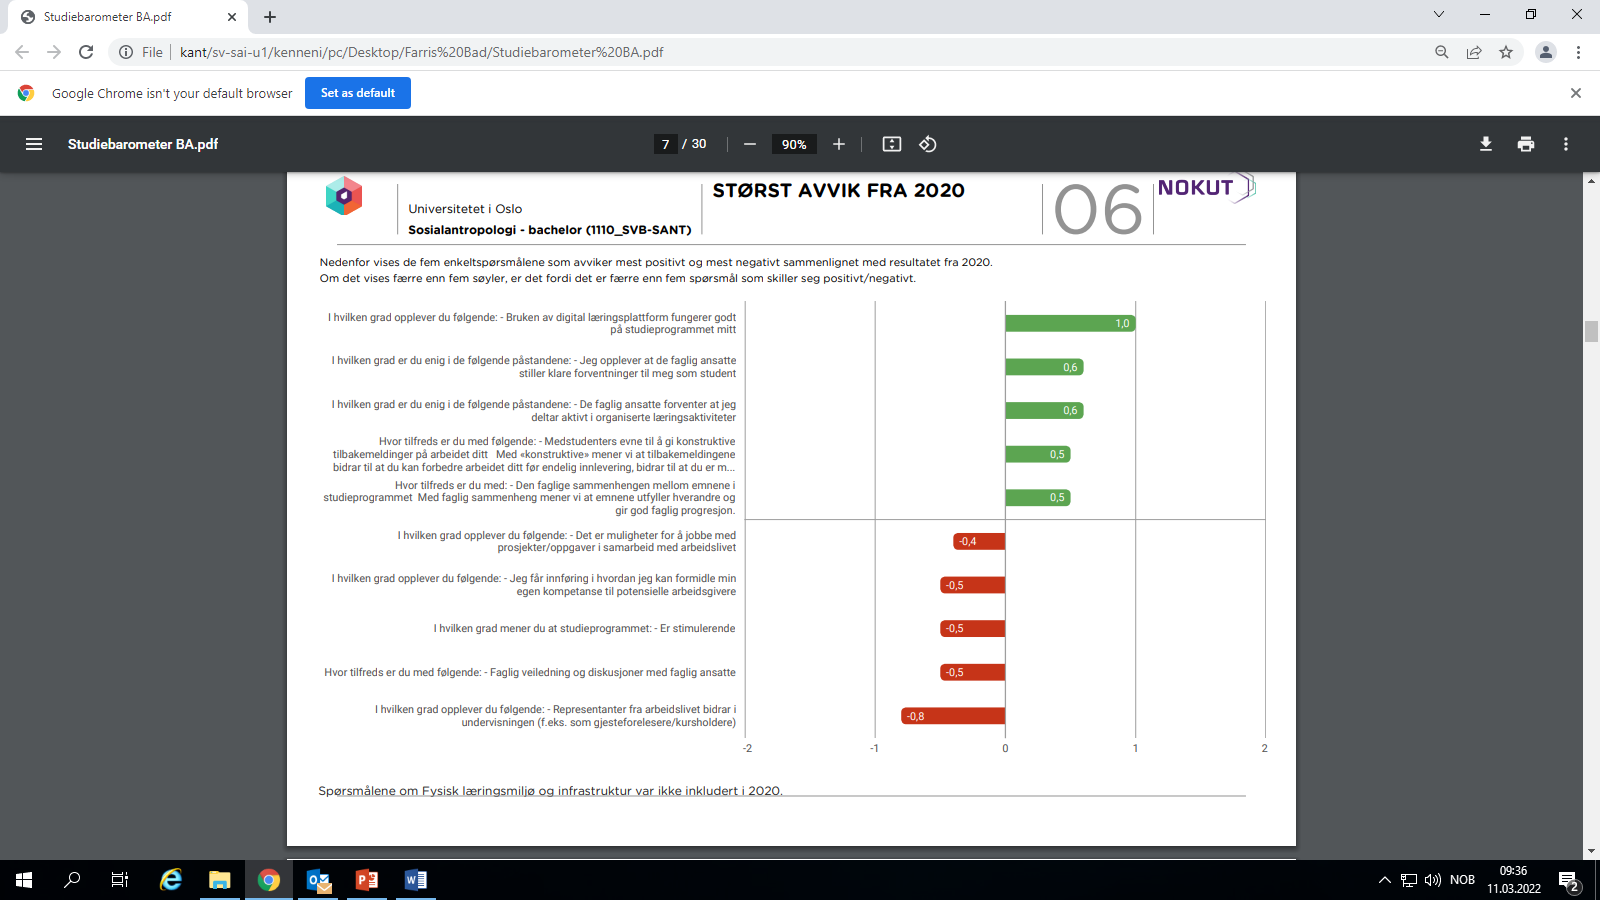 Studiebarometer BA.pdf
File
kant/sv-sai-u1/kenneni/pc/Desktop/Farris%20Bad/Studiebarometer%20BA.pdf
Google Chrome isn't your default browser
Set as default
Studiebarometer BA.pdf
7 / 30
90%
Universitetet i Oslo
Sosialantropologi - bachelor (1110_SVB-SANT)
STØRST AVVIK FRA 2020
06
NOKUT
Nedenfor vises de fem enkeltspørsmålene som avviker mest positivt og mest negativt sammenlignet med resultatet fra 2020.
Om det vises færre enn fem søyler, er det fordi det er færre enn fem spørsmål som skiller seg positivt/negativt.
I hvilken grad opplever du følgende: - Bruken av digital læringsplattform fungerer godt
på studieprogrammet mitt
1,0
I hvilken grad er du enig i de følgende påstandene: - Jeg opplever at de faglig ansatte
stiller klare forventninger til meg som student
0,6
I hvilken grad er du enig i de følgende påstandene: - De faglig ansatte forventer at jeg
deltar aktivt i organiserte læringsaktiviteter
0,6
Hvor tilfreds er du med følgende: - Medstudenters evne til å gi konstruktive
tilbakemeldinger på arbeidet ditt   Med «konstruktive» mener vi at tilbakemeldingene
bidrar til at du kan forbedre arbeidet ditt før endelig innlevering, bidrar til at du er m...
0,5
Hvor tilfreds er du med: - Den faglige sammenhengen mellom emnene i
studieprogrammet  Med faglig sammenheng mener vi at emnene utfyller hverandre og
gir god faglig progresjon.
0,5
I hvilken grad opplever du følgende: - Det er muligheter for å jobbe med
prosjekter/oppgaver i samarbeid med arbeidslivet
-0,4
I hvilken grad opplever du følgende: - Jeg får innføring i hvordan jeg kan formidle min
egen kompetanse til potensielle arbeidsgivere
-0,5
I hvilken grad mener du at studieprogrammet: - Er stimulerende
-0,5
Hvor tilfreds er du med følgende: - Faglig veiledning og diskusjoner med faglig ansatte
-0,5
I hvilken grad opplever du følgende: - Representanter fra arbeidslivet bidrar i
undervisningen (f.eks. som gjesteforelesere/kursholdere)
-0,8
-2 -1 0 1 2
Spørsmålene om Fysisk læringsmiljø og infrastruktur var ikke inkludert i 2020.
NOB
09:36
11.03.2022
2